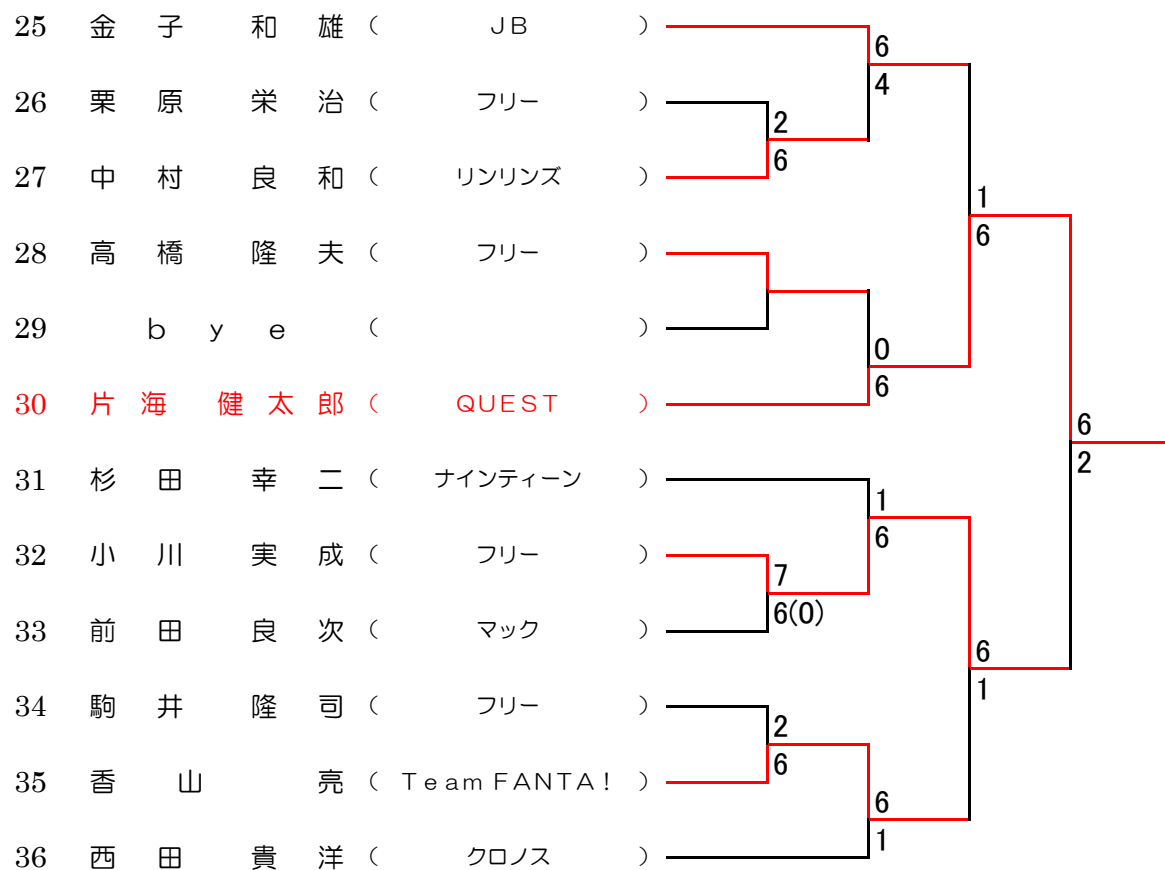 25 金子 和雄 ( JB )
6
4
26 栗原 栄治 ( フリー )
2
6
27 中村 良和 ( リンリンズ )
1
6
28 高橋 隆夫 ( フリー )
29 bye ( )
0
6
30 片海 健太郎 ( QUEST )
6
2
31 杉田 幸二 ( ナインティーン )
1
6
32 小川 実成 ( フリー )
7
6(0)
33 前田 良次 ( マック )
6
1
34 駒井 隆司 ( フリー )
2
6
35 香山 亮 ( Team FANTA! )
6
1
36 西田 貴洋 ( クロノス )